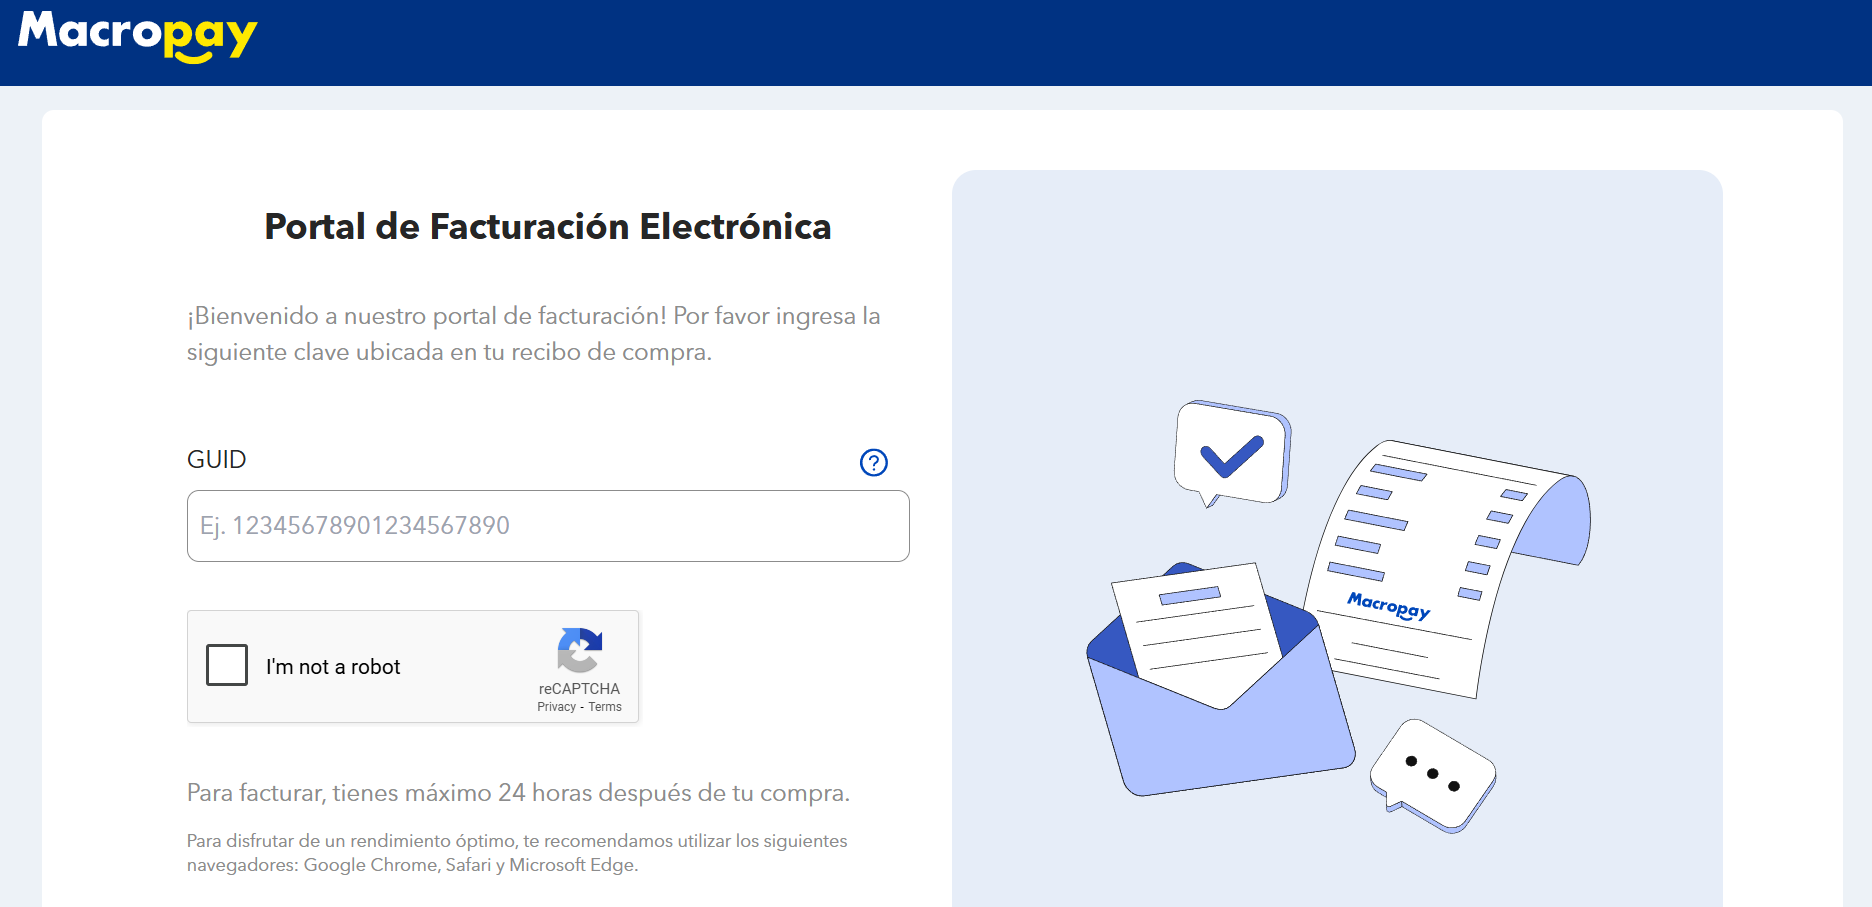 Macropay
Portal de Facturación Electrónica
¡Bienvenido a nuestro portal de facturación! Por favor ingresa la
siguiente clave ubicada en tu recibo de compra.
GUID
?
Ej. 12345678901234567890
I'm not a robot
reCAPTCHA
Privacy - Terms
Para facturar, tienes máximo 24 horas después de tu compra.
Para disfrutar de un rendimiento óptimo, te recomendamos utilizar los siguientes
navegadores: Google Chrome, Safari y Microsoft Edge.
Macropay